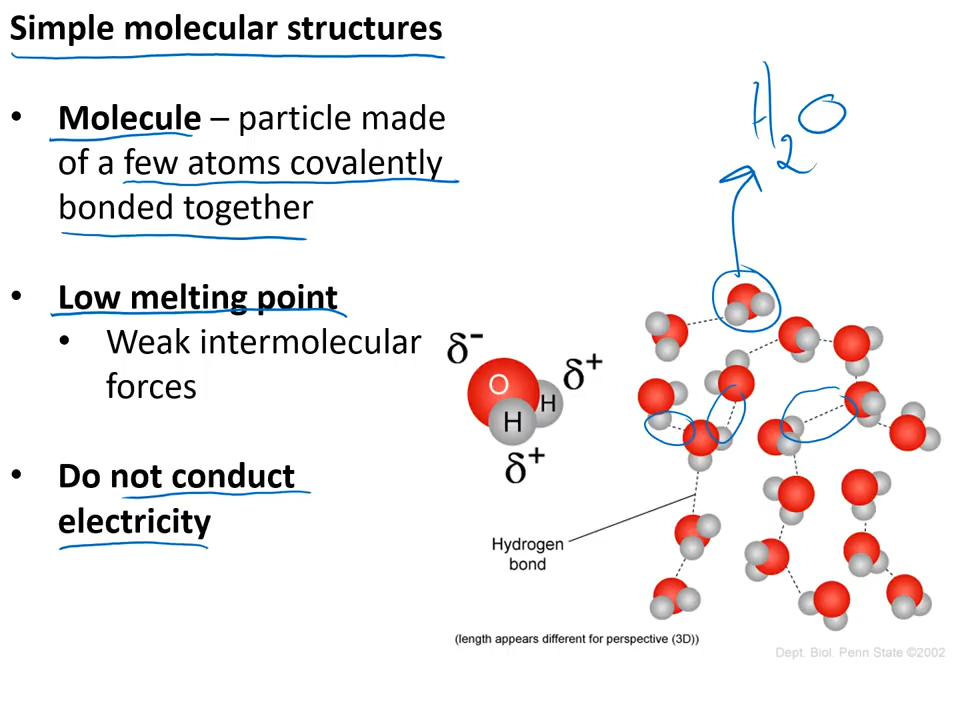 Simple molecular structures
H₂O
• Molecule – particle made
of a few atoms covalently
bonded together
• Low melting point
• Weak intermolecular
forces
• Do not conduct
electricity
δ⁻
δ⁺
O
H
H
δ⁺
Hydrogen
bond
(length appears different for perspective (3D))
Dept. Biol. Penn State ©2002